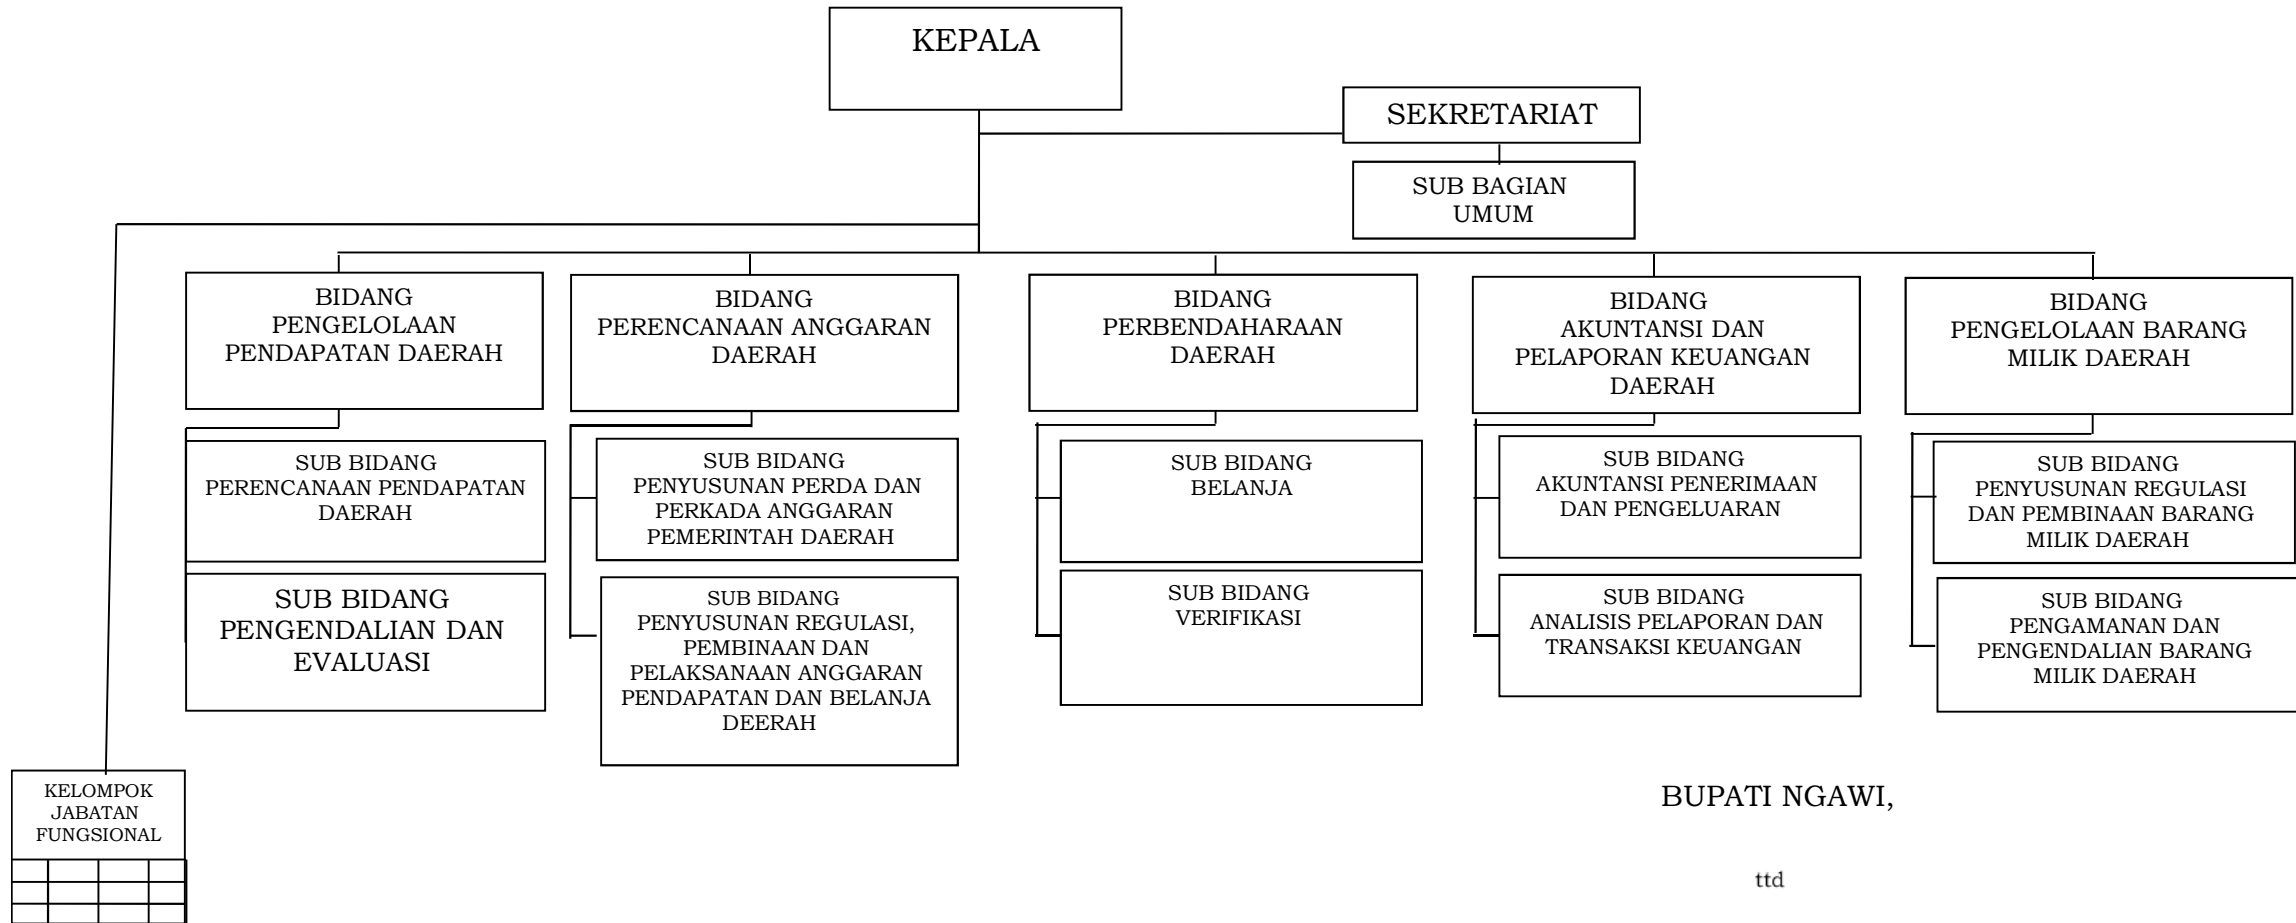 KEPALA
SEKRETARIAT
SUB BAGIAN
UMUM
BIDANG
PENGELOLAAN
PENDAPATAN DAERAH
BIDANG
PERENCANAAN ANGGARAN
DAERAH
BIDANG
PERBENDAHARAAN
DAERAH
BIDANG
AKUNTANSI DAN
PELAPORAN KEUANGAN
DAERAH
BIDANG
PENGELOLAAN BARANG
MILIK DAERAH
SUB BIDANG
PERENCANAAN PENDAPATAN
DAERAH
SUB BIDANG
PENYUSUNAN PERDA DAN
PERKADA ANGGARAN
PEMERINTAH DAERAH
SUB BIDANG
BELANJA
SUB BIDANG
AKUNTANSI PENERIMAAN
DAN PENGELUARAN
SUB BIDANG
PENYUSUNAN REGULASI
DAN PEMBINAAN BARANG
MILIK DAERAH
SUB BIDANG
PENGENDALIAN DAN
EVALUASI
SUB BIDANG
PENYUSUNAN REGULASI,
PEMBINAAN DAN
PELAKSANAAN ANGGARAN
PENDAPATAN DAN BELANJA
DEERAH
SUB BIDANG
VERIFIKASI
SUB BIDANG
ANALISIS PELAPORAN DAN
TRANSAKSI KEUANGAN
SUB BIDANG
PENGAMANAN DAN
PENGENDALIAN BARANG
MILIK DAERAH
KELOMPOK
JABATAN
FUNGSIONAL
BUPATI NGAWI,
ttd